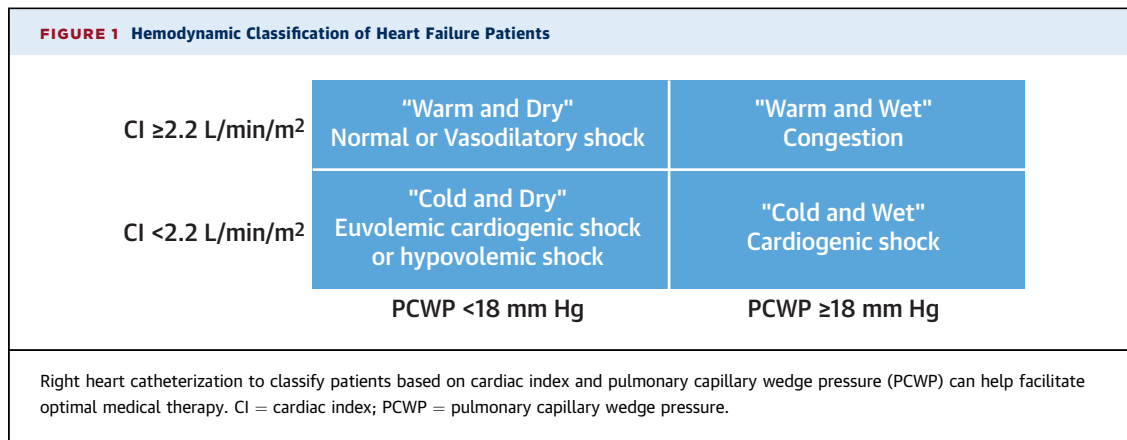 FIGURE 1 Hemodynamic Classification of Heart Failure Patients
CI ≥2.2 L/min/m2
“Warm and Dry"
Normal or Vasodilatory shock
"Warm and Wet"
Congestion
CI <2.2 L/min/m2
"Cold and Dry"
Euvolemic cardiogenic shock
or hypovolemic shock
"Cold and Wet"
Cardiogenic shock
PCWP <18 mm Hg
PCWP ≥18 mm Hg
Right heart catheterization to classify patients based on cardiac index and pulmonary capillary wedge pressure (PCWP) can help facilitate
optimal medical therapy. CI = cardiac index; PCWP = pulmonary capillary wedge pressure.